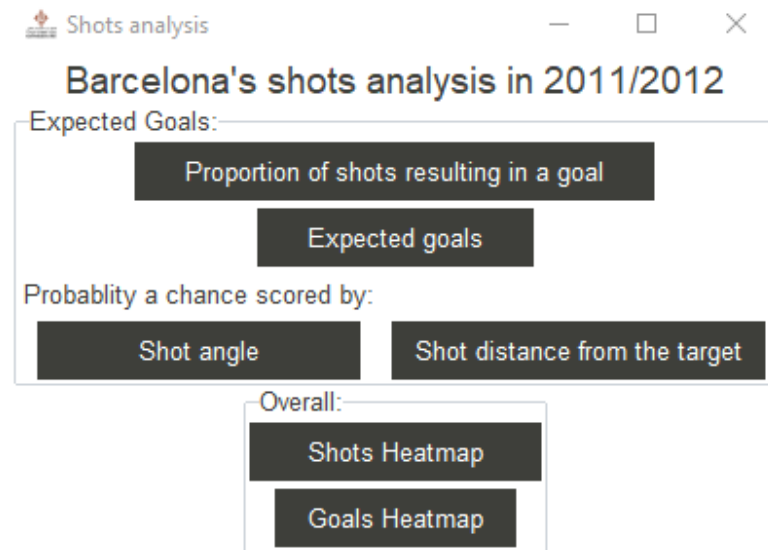 Shots analysis
Barcelona's shots analysis in 2011/2012
Expected Goals:
Proportion of shots resulting in a goal
Expected goals
Probablity a chance scored by:
Shot angle
Shot distance from the target
Overall:
Shots Heatmap
Goals Heatmap